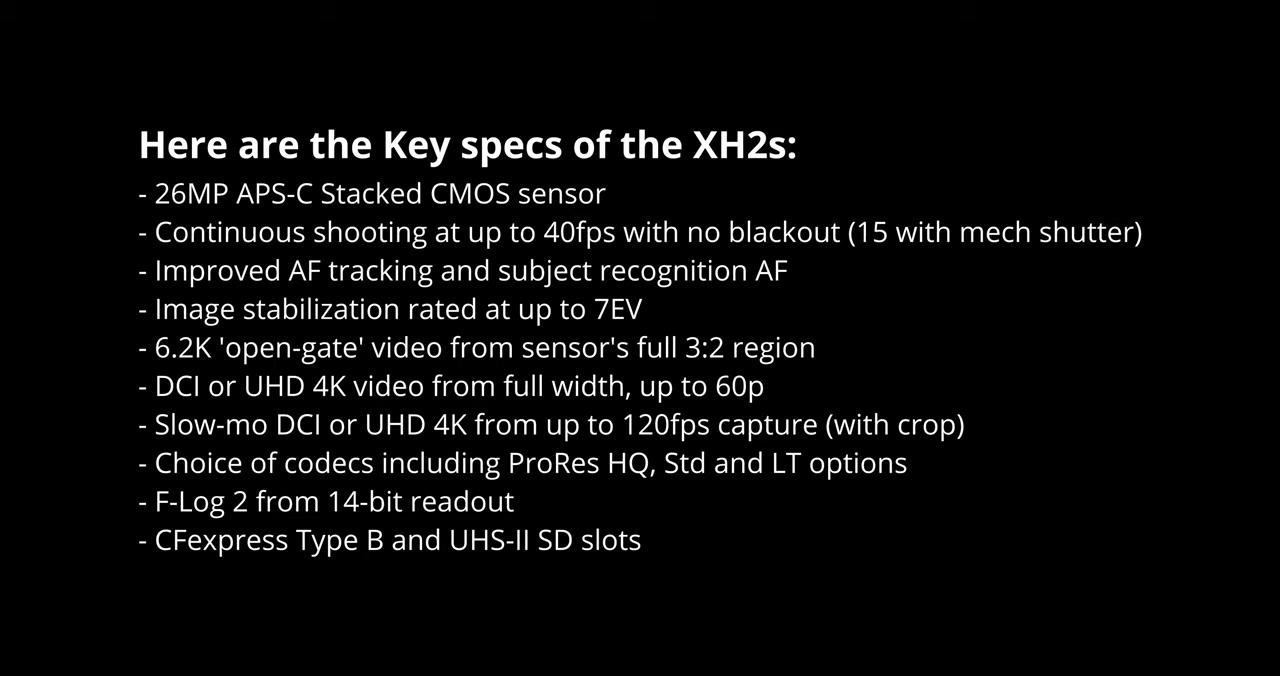 Here are the Key specs of the XH2s:
- 26MP APS-C Stacked CMOS sensor
- Continuous shooting at up to 40fps with no blackout (15 with mech shutter)
- Improved AF tracking and subject recognition AF
- Image stabilization rated at up to 7EV
- 6.2K 'open-gate' video from sensor's full 3:2 region
- DCI or UHD 4K video from full width, up to 60p
- Slow-mo DCI or UHD 4K from up to 120fps capture (with crop)
- Choice of codecs including ProRes HQ, Std and LT options
- F-Log 2 from 14-bit readout
- CFexpress Type B and UHS-II SD slots